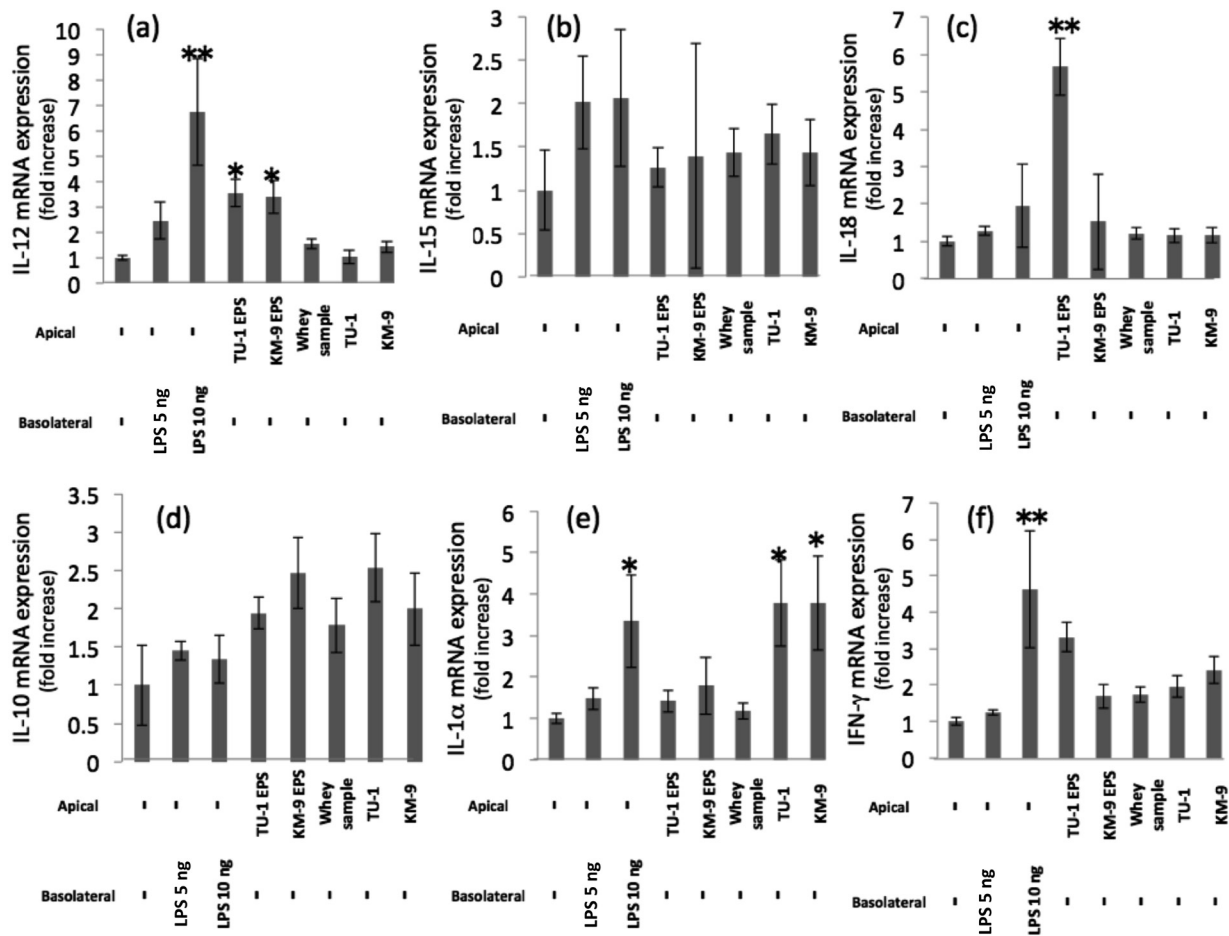 (a)
IL-12 mRNA expression
(fold increase)
10
9
8
7
6
5
4
3
2
1
0
**
*
*
Apical
- - - TU-1 EPS KM-9 EPS Whey sample TU-1 KM-9
Basolateral
- LPS 5 ng LPS 10 ng - - - - -
(b)
IL-15 mRNA expression
(fold increase)
3
2.5
2
1.5
1
0.5
0
- - - TU-1 EPS KM-9 EPS Whey sample TU-1 KM-9
Basolateral
- LPS 5 ng LPS 10 ng - - - - -
(c)
IL-18 mRNA expression
(fold increase)
7
6
5
4
3
2
1
0
**
Apical
- - - TU-1 EPS KM-9 EPS Whey sample TU-1 KM-9
Basolateral
- LPS 5 ng LPS 10 ng - - - - -
(d)
IL-10 mRNA expression
(fold increase)
3.5
3
2.5
2
1.5
1
0.5
0
Apical
- - - TU-1 EPS KM-9 EPS Whey sample TU-1 KM-9
Basolateral
- LPS 5 ng LPS 10 ng - - - - -
(e)
IL-1α mRNA expression
(fold increase)
6
5
4
3
2
1
0
*
*
*
Apical
- - - TU-1 EPS KM-9 EPS Whey sample TU-1 KM-9
Basolateral
- LPS 5 ng LPS 10 ng - - - - -
(f)
IFN-γ mRNA expression
(fold increase)
7
6
5
4
3
2
1
0
**
Apical
- - - TU-1 EPS KM-9 EPS Whey sample TU-1 KM-9
Basolateral
- LPS 5 ng LPS 10 ng - - - - -